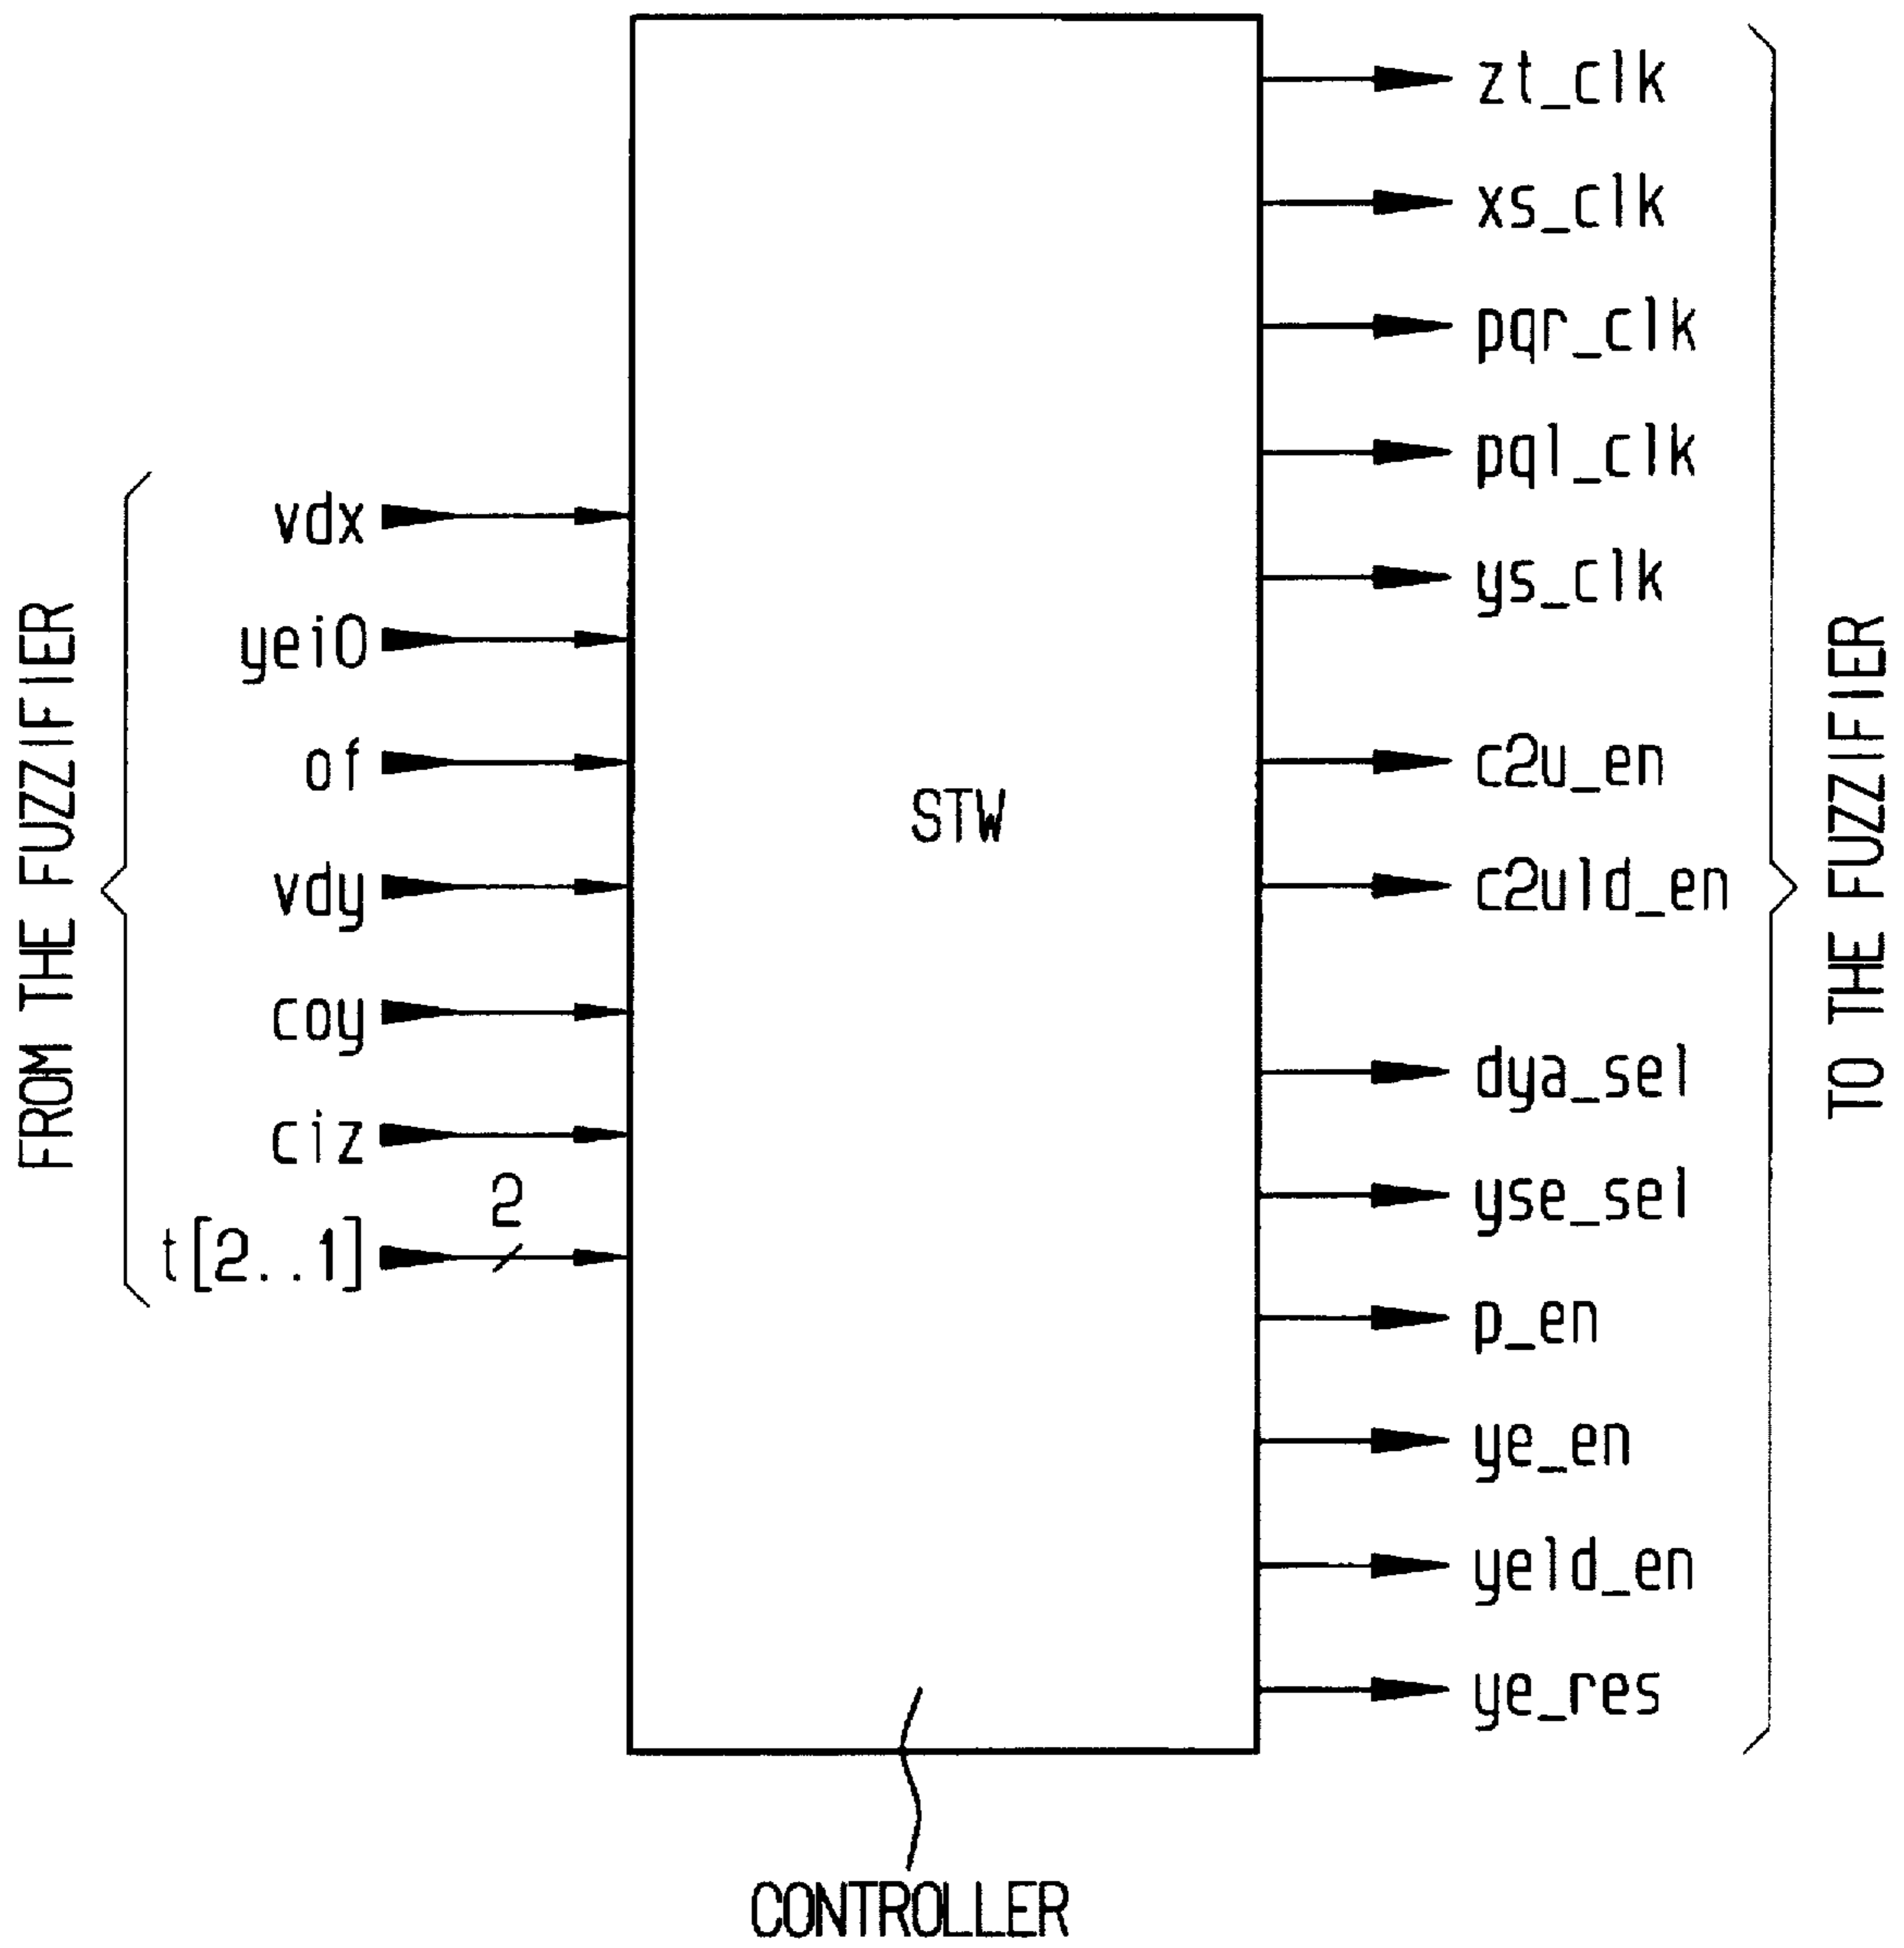 FROM THE FUZZIFIER
vdx
yei0
of
vdy
coy
ciz
t[2..1]
2
STW
zt_clk
xs_clk
pqr_clk
pql_clk
ys_clk
c2u_en
c2uld_en
dya_sel
yse_sel
p_en
ye_en
yeld_en
ye_res
TO THE FUZZIFIER
CONTROLLER